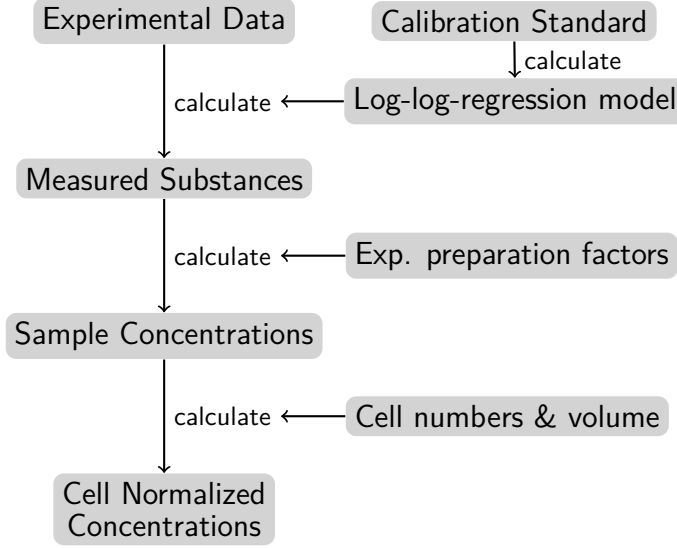 Experimental Data
Calibration Standard
calculate
calculate
Log-log-regression model
Measured Substances
calculate
Exp. preparation factors
Sample Concentrations
calculate
Cell numbers & volume
Cell Normalized
Concentrations